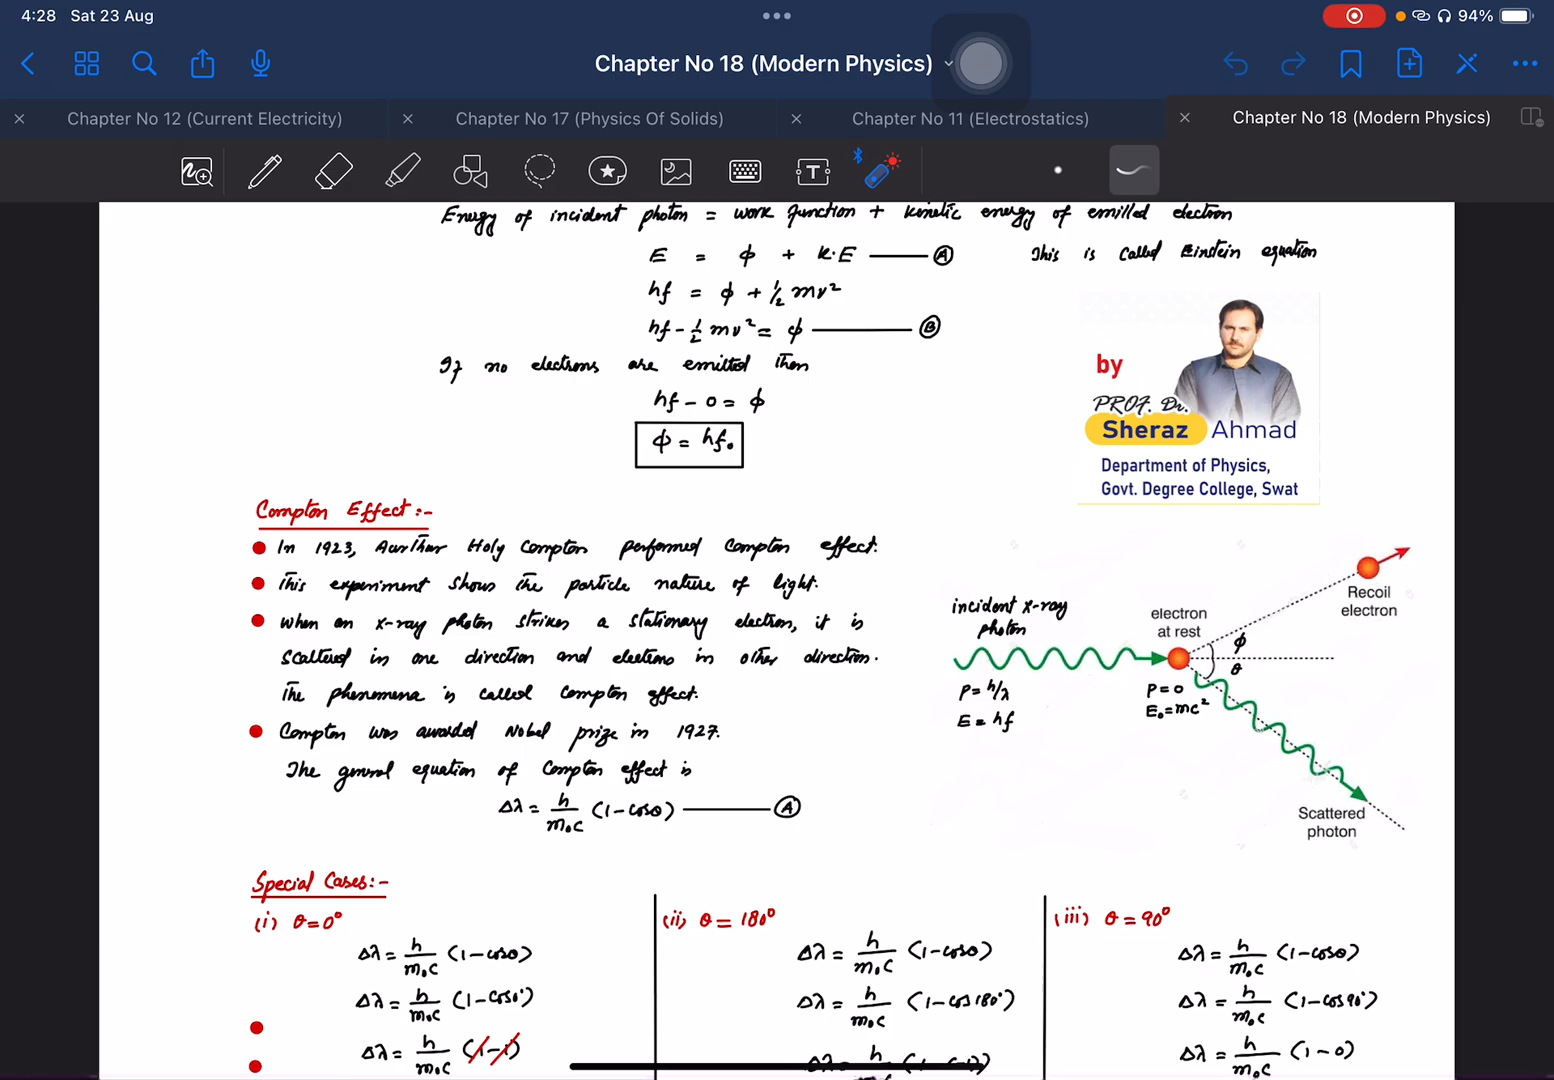 4:28 Sat 23 Aug
94%
Chapter No 18 (Modern Physics)
Chapter No 12 (Current Electricity)
Chapter No 17 (Physics Of Solids)
Chapter No 11 (Electrostatics)
Chapter No 18 (Modern Physics)
Energy of incident photon = work function + kinetic energy of emilled electron
E = ϕ + K.E ——— Ⓐ This is called Einstein equation
hf = ϕ + ½ mv²
hf - ½ mv² = ϕ ——— Ⓑ
If no electrons are emitted then
hf - 0 = ϕ
ϕ = hf₀
by
PROF. Dr.
Sheraz Ahmad
Department of Physics,
Govt. Degree College, Swat
Compton Effect :-
In 1923, Aurthur Holy Compton performed Compton effect.
This experiment shows the particle nature of light.
when an x-ray photon strikes a stationary electron, it is
scattered in one direction and electrons in other direction.
The phenomena is called Compton effect.
Compton was awarded Nobel prize in 1927.
The general equation of Compton effect is
Δλ = h/m₀c (1-cosθ) ——— Ⓐ
incident x-ray
photon
P = h/λ
E = hf
electron
at rest
P = 0
E₀ = mc²
ϕ
θ
Recoil
electron
Scattered
photon
Special Cases:-
(i) θ = 0°
Δλ = h/m₀c (1-cosθ)
Δλ = h/m₀c (1-cos0°)
Δλ = h/m₀c (1-1)
(ii) θ = 180°
Δλ = h/m₀c (1-cosθ)
Δλ = h/m₀c (1-cos180°)
(iii) θ = 90°
Δλ = h/m₀c (1-cosθ)
Δλ = h/m₀c (1-cos90°)
Δλ = h/m₀c (1-0)